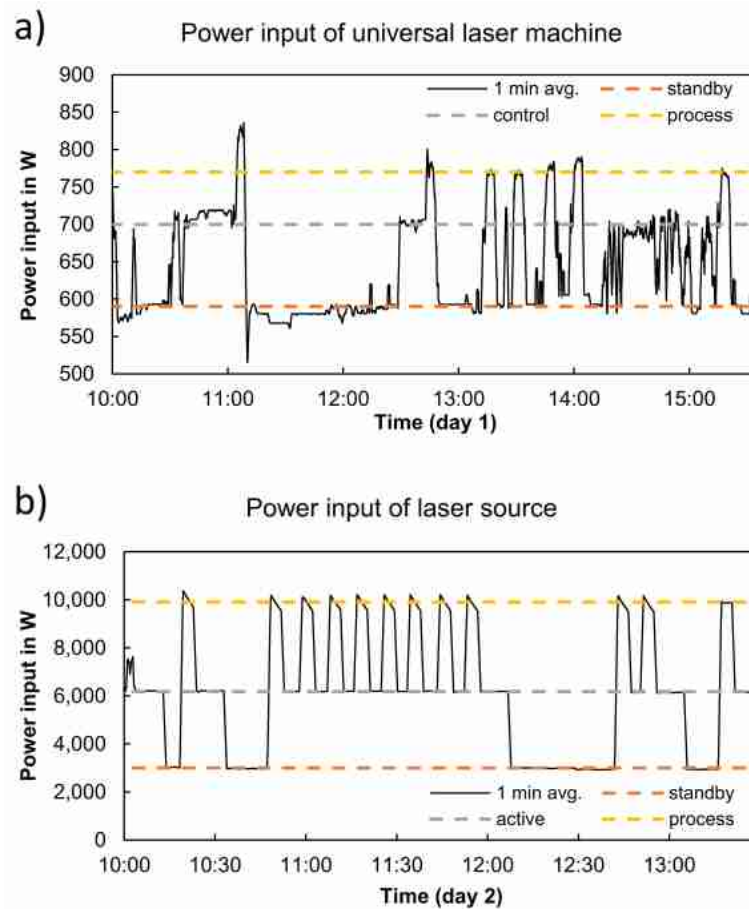 a)
Power input of universal laser machine
900
850
800
750
700
650
600
550
500
1 min avg.
standby
control
process
Power input in W
10:00 11:00 12:00 13:00 14:00 15:00
Time (day 1)
b)
Power input of laser source
12,000
10,000
8,000
6,000
4,000
2,000
0
Power input in W
1 min avg.
standby
active
process
10:00 10:30 11:00 11:30 12:00 12:30 13:00
Time (day 2)